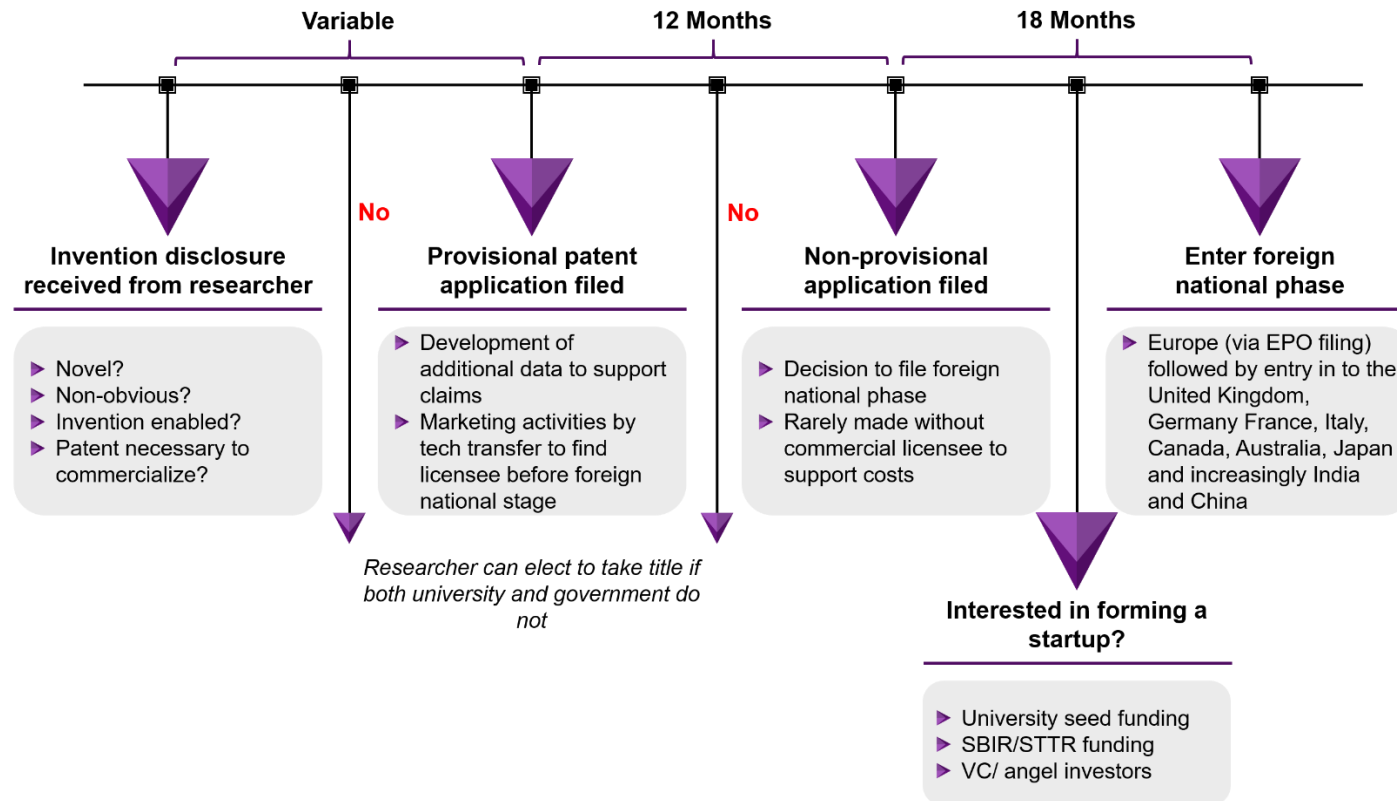 Variable
12 Months
18 Months
No
No
Invention disclosure
received from researcher
Novel?
Non-obvious?
Invention enabled?
Patent necessary to
commercialize?
Provisional patent
application filed
Development of
additional data to support
claims
Marketing activities by
tech transfer to find
licensee before foreign
national stage
Non-provisional
application filed
Decision to file foreign
national phase
Rarely made without
commercial licensee to
support costs
Enter foreign
national phase
Europe (via EPO filing)
followed by entry in to the
United Kingdom,
Germany France, Italy,
Canada, Australia, Japan
and increasingly India
and China
Researcher can elect to take title if
both university and government do
not
Interested in forming a
startup?
University seed funding
SBIR/STTR funding
VC/ angel investors